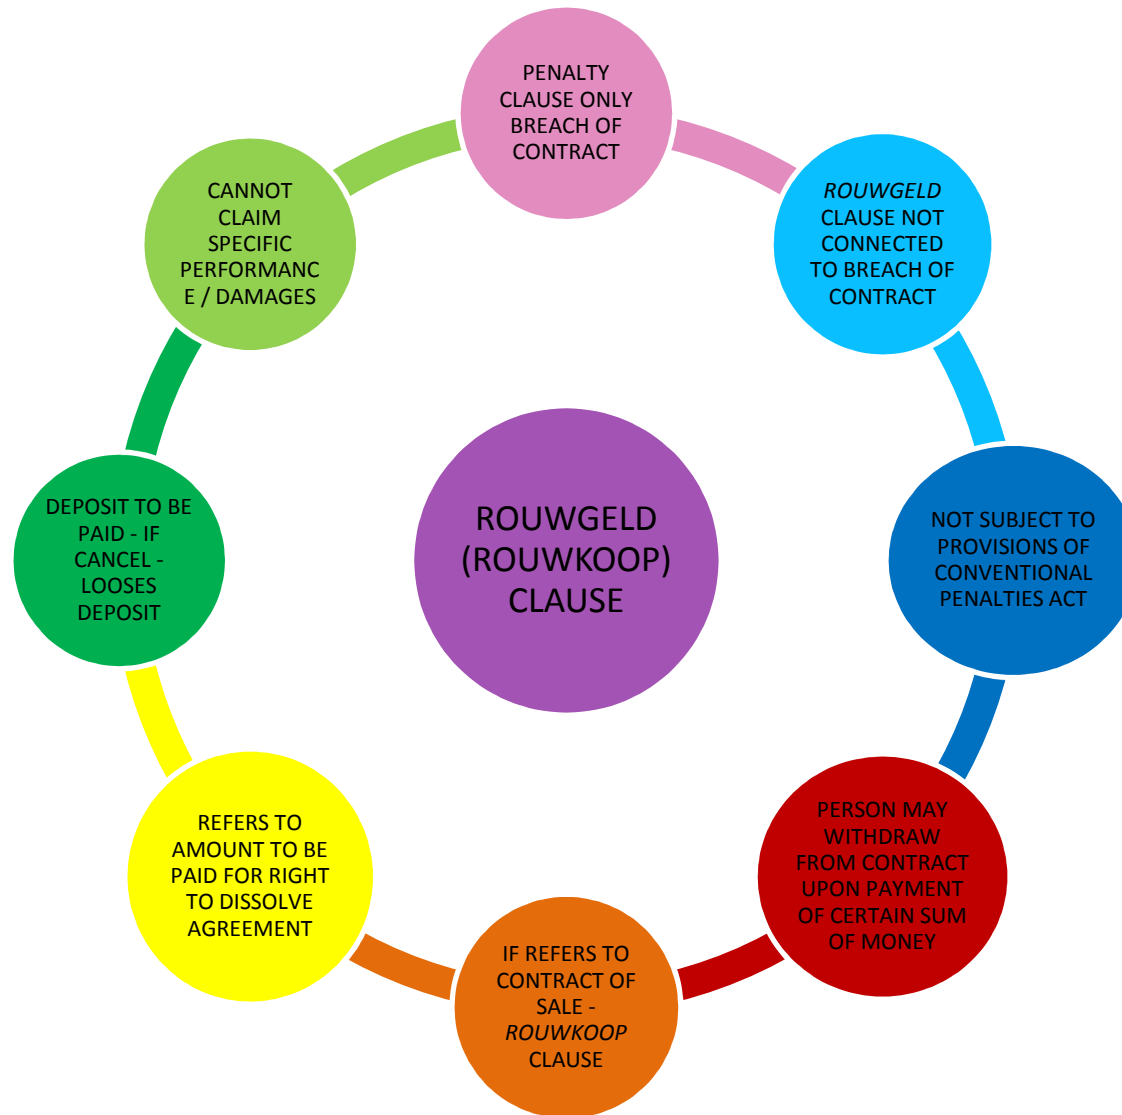 PENALTY
CLAUSE ONLY
BREACH OF
CONTRACT
ROUWGELD
CLAUSE NOT
CONNECTED
TO BREACH OF
CONTRACT
NOT SUBJECT TO
PROVISIONS OF
CONVENTIONAL
PENALTIES ACT
PERSON MAY
WITHDRAW
FROM CONTRACT
UPON PAYMENT
OF CERTAIN SUM
OF MONEY
IF REFERS TO
CONTRACT OF
SALE -
ROUWKOOP
CLAUSE
REFERS TO
AMOUNT TO BE
PAID FOR RIGHT
TO DISSOLVE
AGREEMENT
DEPOSIT TO BE
PAID - IF
CANCEL -
LOOSES
DEPOSIT
CANNOT
CLAIM
SPECIFIC
PERFORMANC
E / DAMAGES
ROUWGELD
(ROUWKOOP)
CLAUSE